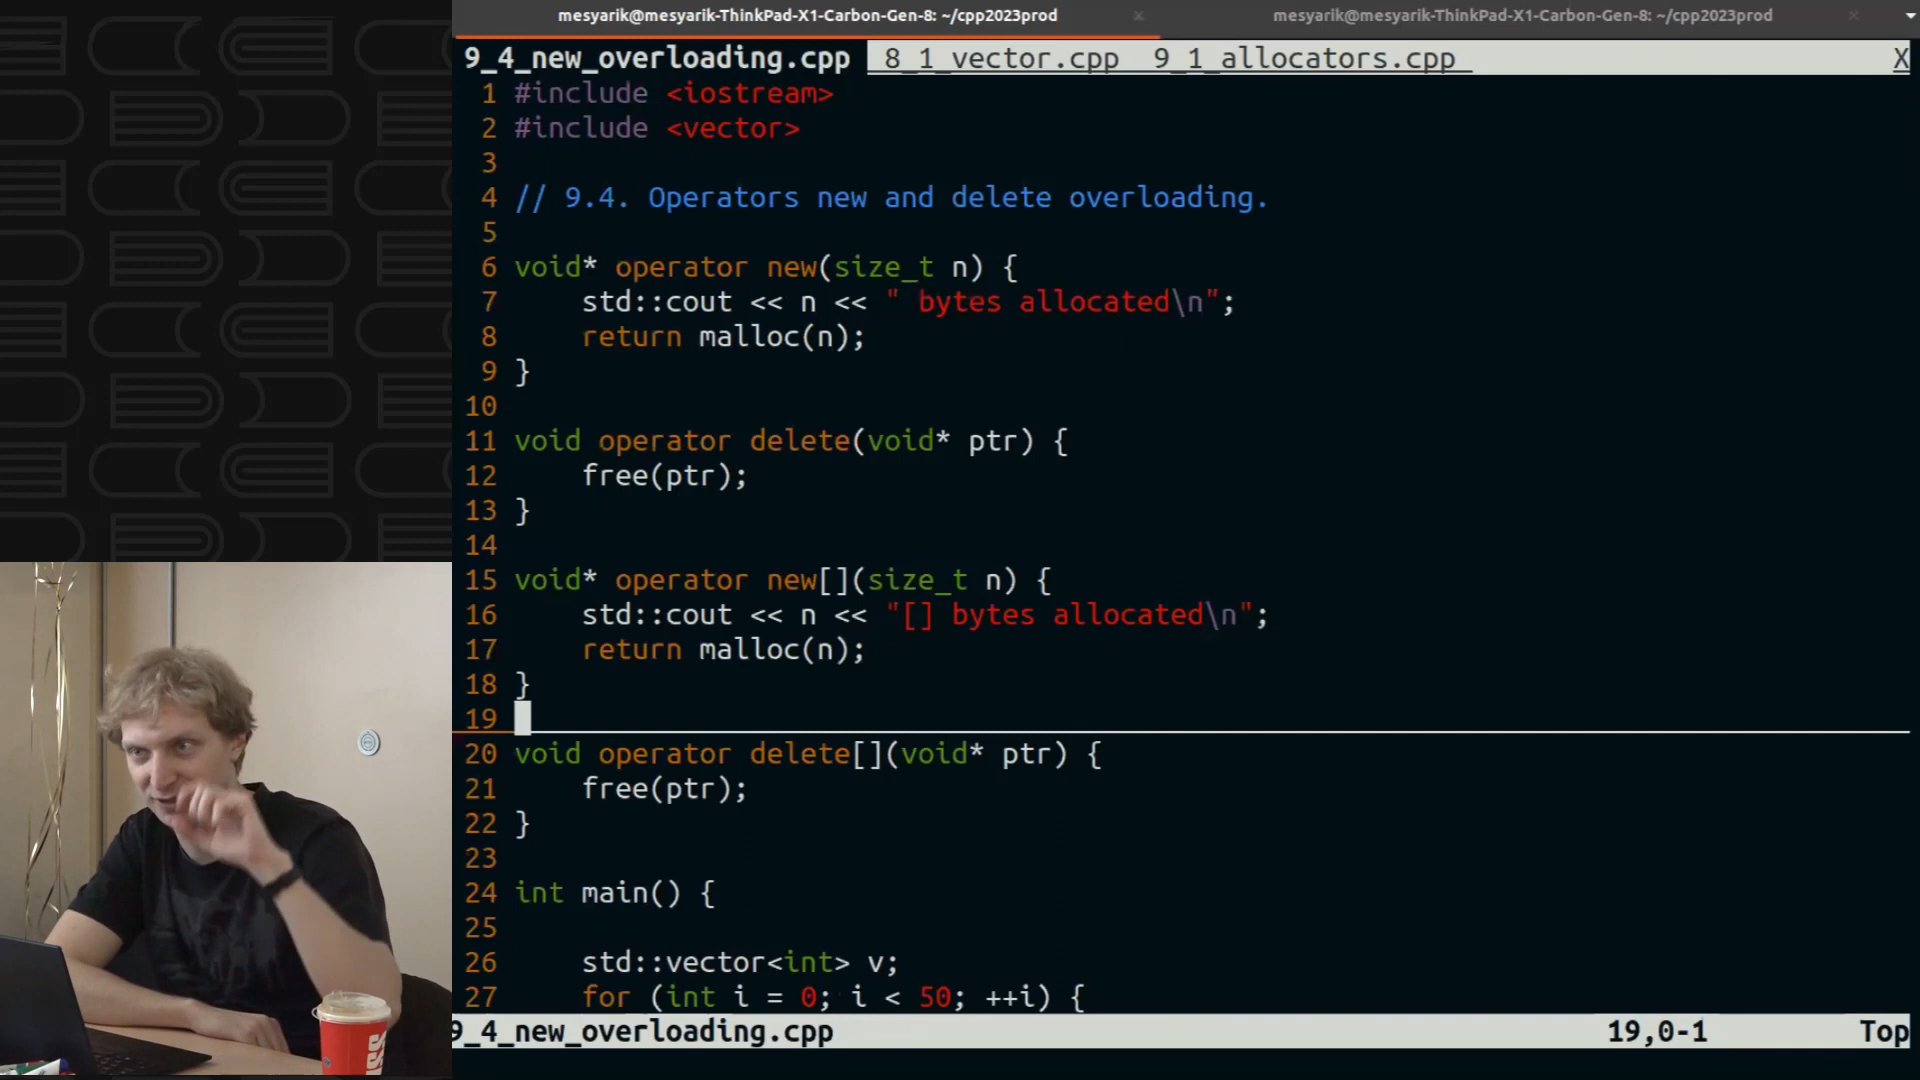 mesyarik@mesyarik-ThinkPad-X1-Carbon-Gen-8: ~/cpp2023prod × mesyarik@mesyarik-ThinkPad-X1-Carbon-Gen-8: ~/cpp2023prod ×
9_4_new_overloading.cpp 8_1_vector.cpp 9_1_allocators.cpp X
1 #include <iostream>
2 #include <vector>
3
4 // 9.4. Operators new and delete overloading.
5
6 void* operator new(size_t n) {
7     std::cout << n << " bytes allocated\n";
8     return malloc(n);
9 }
10
11 void operator delete(void* ptr) {
12     free(ptr);
13 }
14
15 void* operator new[](size_t n) {
16     std::cout << n << "[] bytes allocated\n";
17     return malloc(n);
18 }
19
20 void operator delete[](void* ptr) {
21     free(ptr);
22 }
23
24 int main() {
25
26     std::vector<int> v;
27     for (int i = 0; i < 50; ++i) {
9_4_new_overloading.cpp 19,0-1 Top